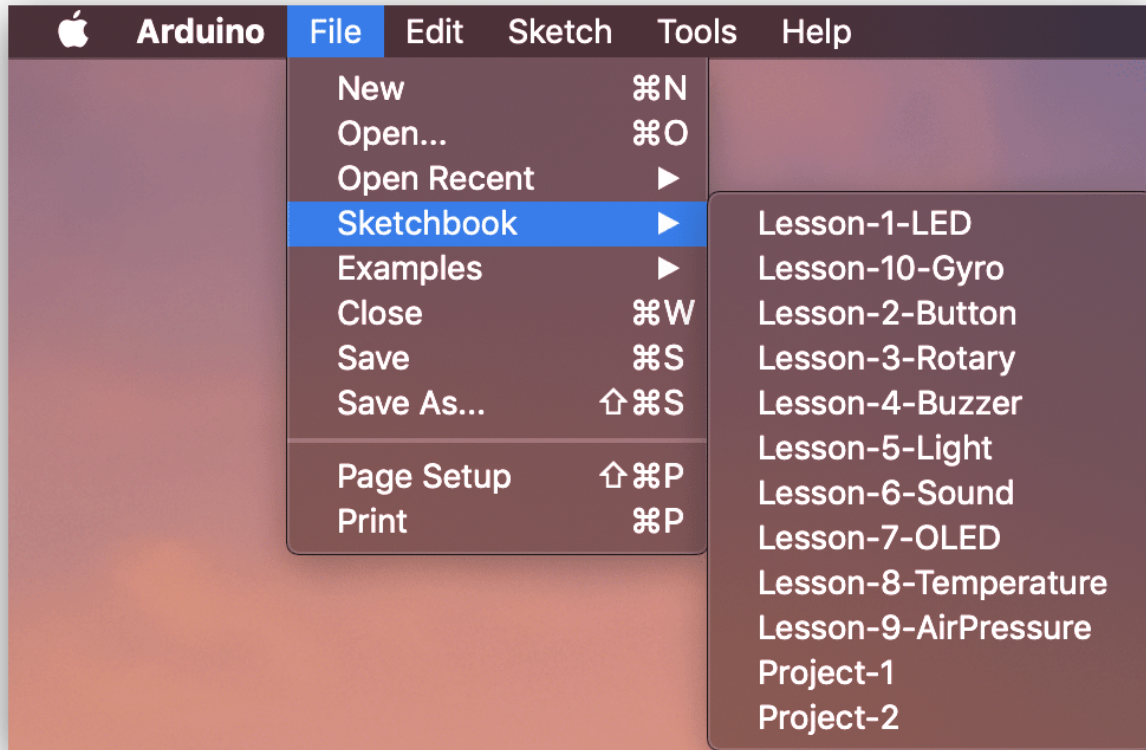 Arduino File Edit Sketch Tools Help
New ⌘N
Open... ⌘O
Open Recent ▶
Sketchbook ▶
Examples ▶
Close ⌘W
Save ⌘S
Save As... ⇧⌘S
Page Setup ⇧⌘P
Print ⌘P
Lesson-1-LED
Lesson-10-Gyro
Lesson-2-Button
Lesson-3-Rotary
Lesson-4-Buzzer
Lesson-5-Light
Lesson-6-Sound
Lesson-7-OLED
Lesson-8-Temperature
Lesson-9-AirPressure
Project-1
Project-2